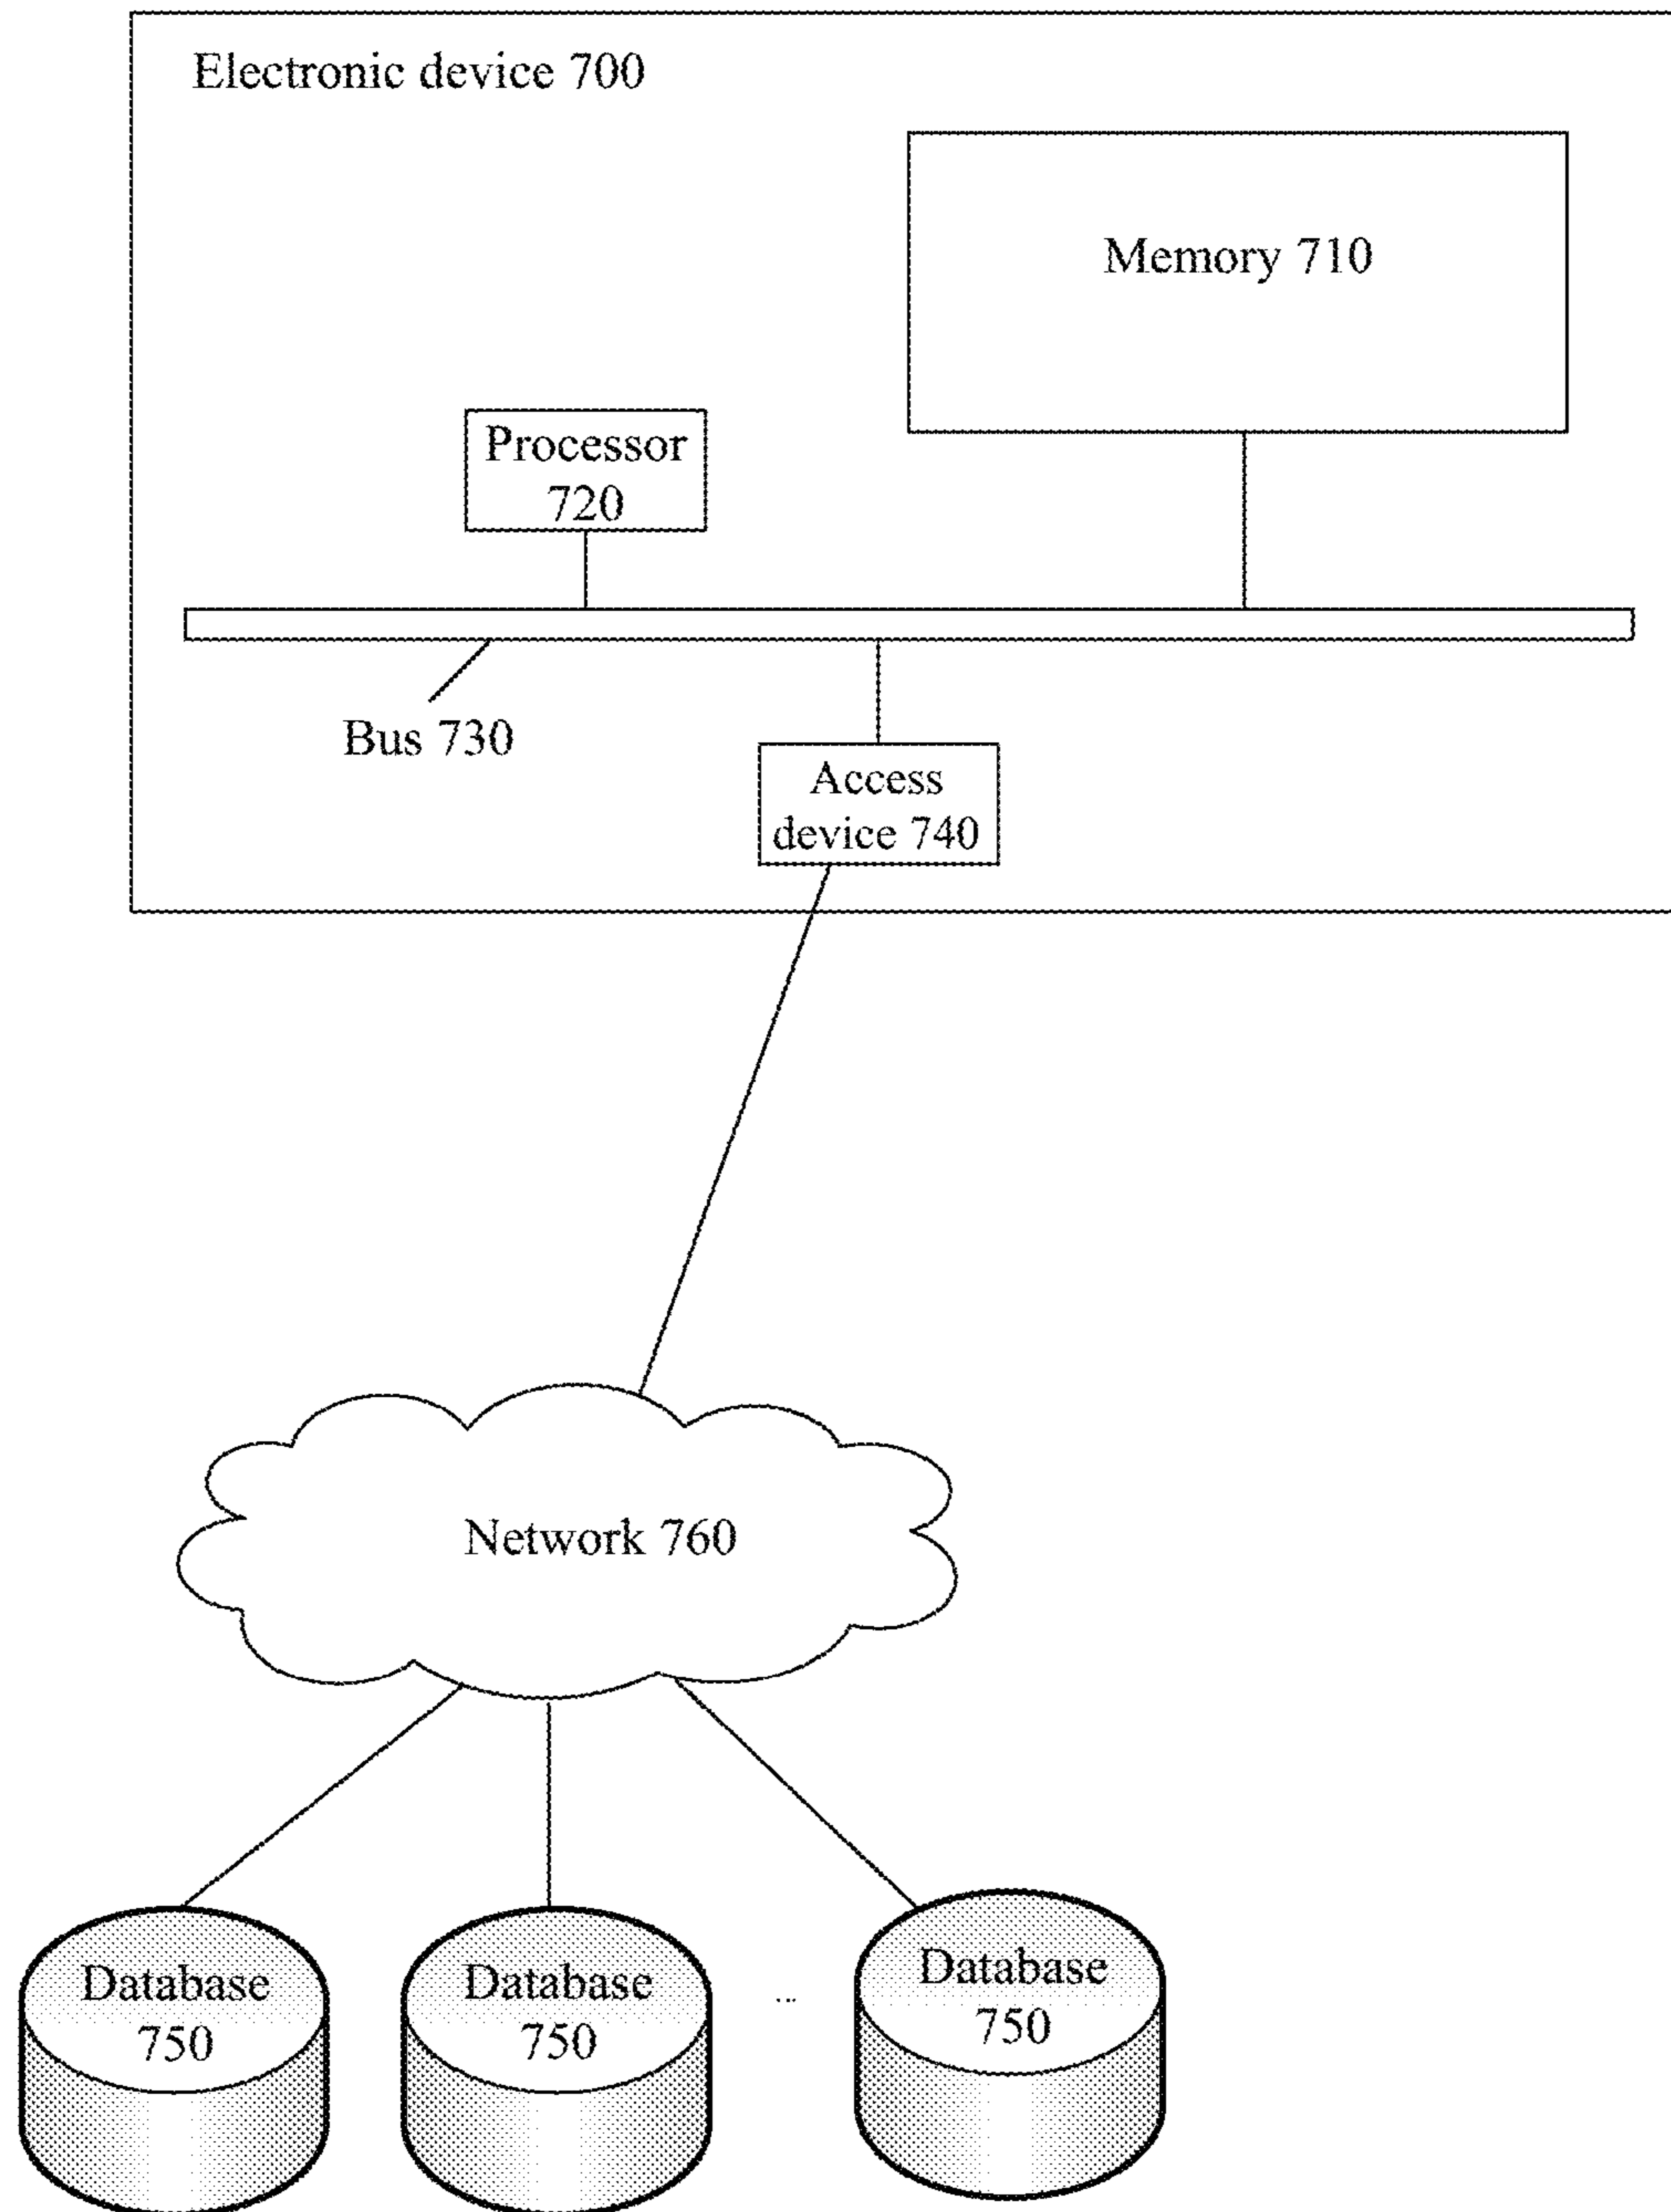 Electronic device 700
Memory 710
Processor
720
Bus 730
Access
device 740
Network 760
Database
750
Database
750
...
Database
750